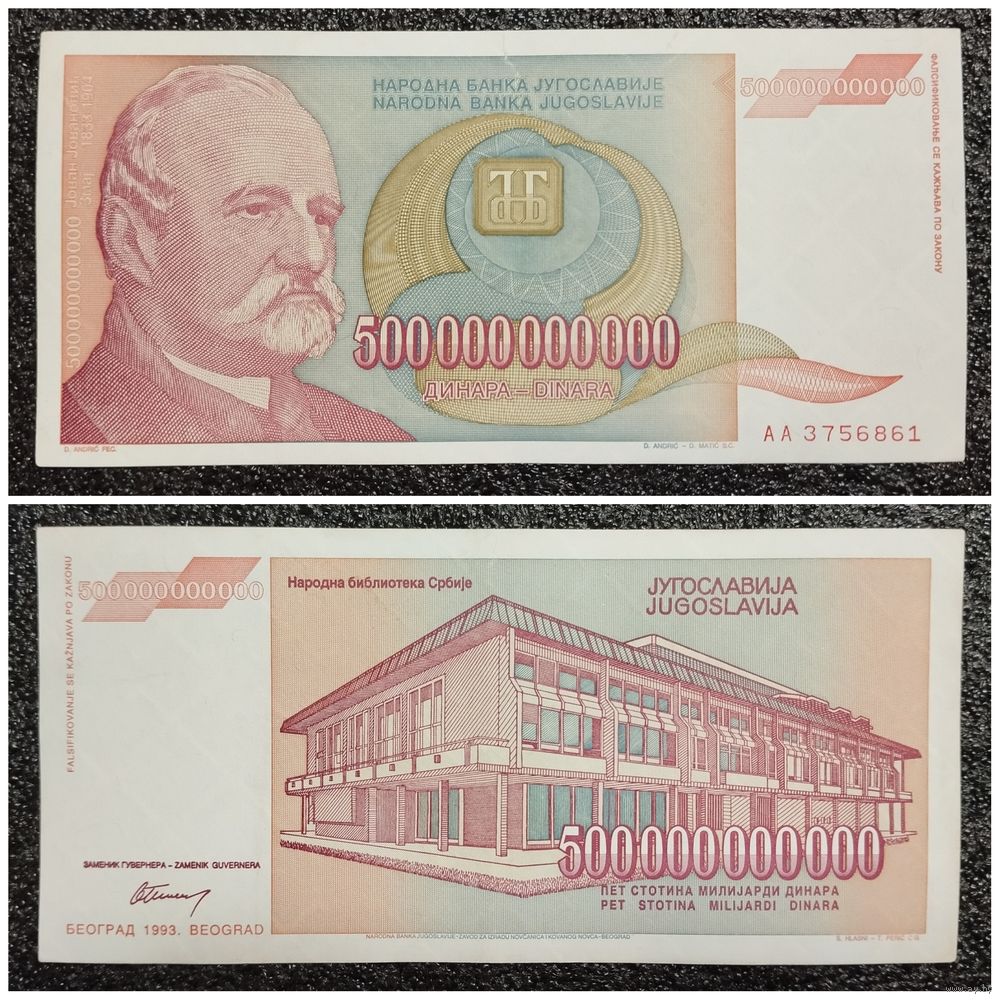 НАРОДНА БАНКА ЈУГОСЛАВИЈЕ
NARODNA BANKA JUGOSLAVIJE
500000000000
ФАЛСИФИКОВАЊЕ СЕ КАЖЊАВА ПО ЗАКОНУ
500000000000 Јован Јовановић
Змај 1833-1904
500 000 000 000
ДИНАРА – DINARA
AA 3756861
D. ANDRIĆ FEC.
D. ANDRIĆ – D. MATIĆ S.C.
FALSIFIKOVANJE SE KAŽNJAVA PO ZAKONU
500000000000
Народна библиотека Србије
ЈУГОСЛАВИЈА
JUGOSLAVIJA
500 000 000 000
ПЕТ СТОТИНА МИЛИЈАРДИ ДИНАРА
PET STOTINA MILIJARDI DINARA
ЗАМЕНИК ГУВЕРНЕРА – ZAMENIK GUVERNERA
БЕОГРАД 1993. BEOGRAD
NARODNA BANKA JUGOSLAVIJE-ZAVOD ZA IZRADU NOVČANICA I KOVANOG NOVCA-BEOGRAD